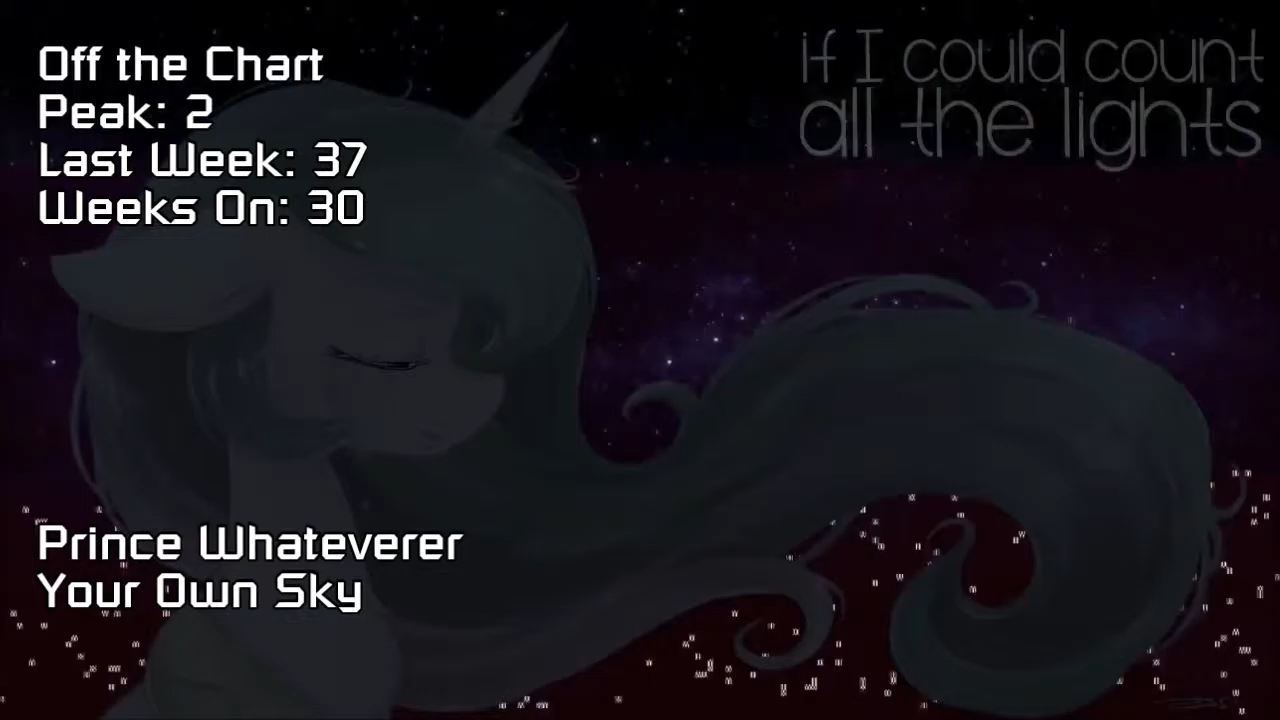 Off the Chart
Peak: 2
Last Week: 37
Weeks On: 30
if I could count
all the lights
Prince Whateverer
Your Own Sky